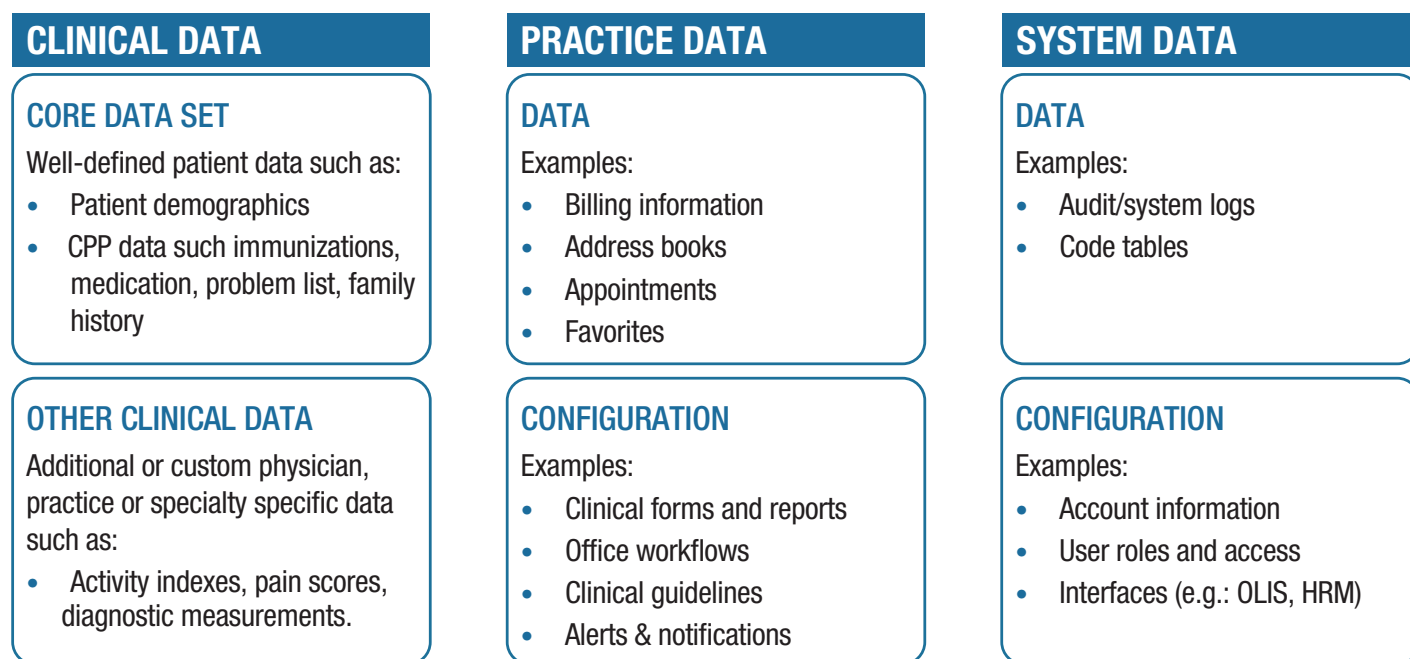 CLINICAL DATA
CORE DATA SET
Well-defined patient data such as:
• Patient demographics
• CPP data such immunizations,
medication, problem list, family
history
OTHER CLINICAL DATA
Additional or custom physician,
practice or specialty specific data
such as:
• Activity indexes, pain scores,
diagnostic measurements.
PRACTICE DATA
DATA
Examples:
• Billing information
• Address books
• Appointments
• Favorites
CONFIGURATION
Examples:
• Clinical forms and reports
• Office workflows
• Clinical guidelines
• Alerts & notifications
SYSTEM DATA
DATA
Examples:
• Audit/system logs
• Code tables
CONFIGURATION
Examples:
• Account information
• User roles and access
• Interfaces (e.g.: OLIS, HRM)